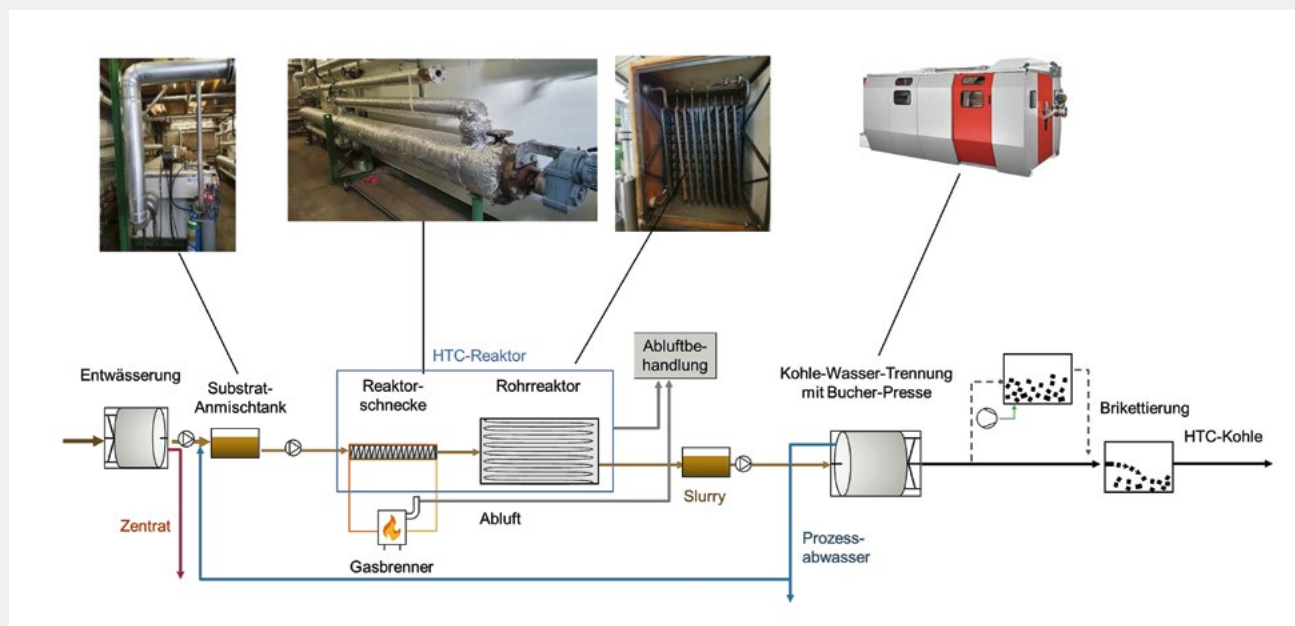 Entwässerung
Substrat-
Anmischtank
HTC-Reaktor
Reaktor-
schnecke
Rohrreaktor
Abluftbe-
handlung
Kohle-Wasser-Trennung
mit Bucher-Presse
Brikettierung
HTC-Kohle
Slurry
Zentrat
Abluft
Gasbrenner
Prozess-
abwasser